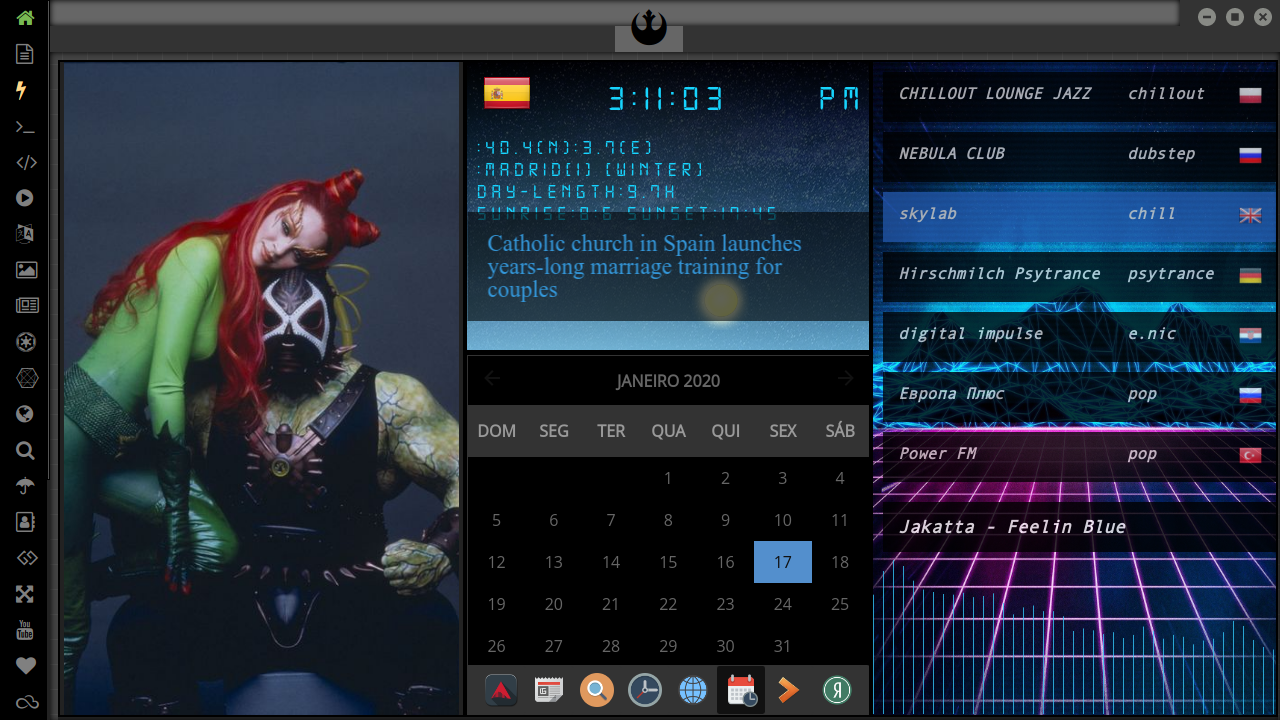 3:11:03 PM
:40.4(N):3.7(E)
:MADRID[1] [WINTER]
DAY-LENGTH:9.7H
SUNRISE:8:6 SUNSET:17:45
Catholic church in Spain launches
years-long marriage training for
couples
JANEIRO 2020
DOM SEG TER QUA QUI SEX SÁB
1 2 3 4
5 6 7 8 9 10 11
12 13 14 15 16 17 18
19 20 21 22 23 24 25
26 27 28 29 30 31
Я
CHILLOUT LOUNGE JAZZ chillout
NEBULA CLUB dubstep
skylab chill
Hirschmilch Psytrance psytrance
digital impulse e.nic
Европа Плюс pop
Power FM pop
Jakatta - Feelin Blue
You
Tube